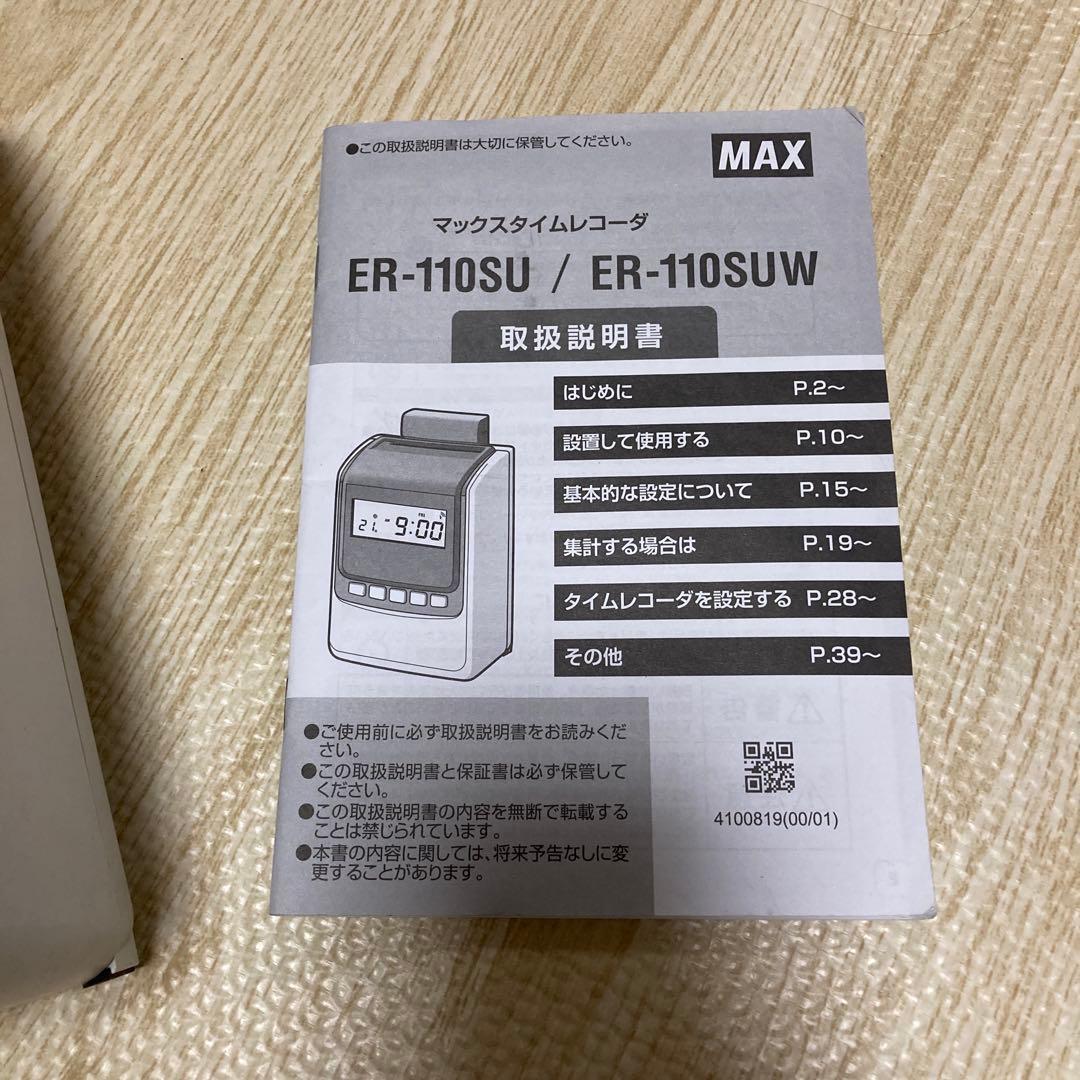 ●この取扱説明書は大切に保管してください。
MAX
マックスタイムレコーダ
ER-110SU / ER-110SUW
取扱説明書
はじめに P.2〜
設置して使用する P.10〜
基本的な設定について P.15〜
集計する場合は P.19〜
タイムレコーダを設定する P.28〜
その他 P.39〜
FRI
21. 9:00
●ご使用前に必ず取扱説明書をお読みくだ
さい。
●この取扱説明書と保証書は必ず保管して
ください。
●この取扱説明書の内容を無断で転載する
ことは禁じられています。
●本書の内容に関しては、将来予告なしに変
更することがあります。
4100819(00/01)